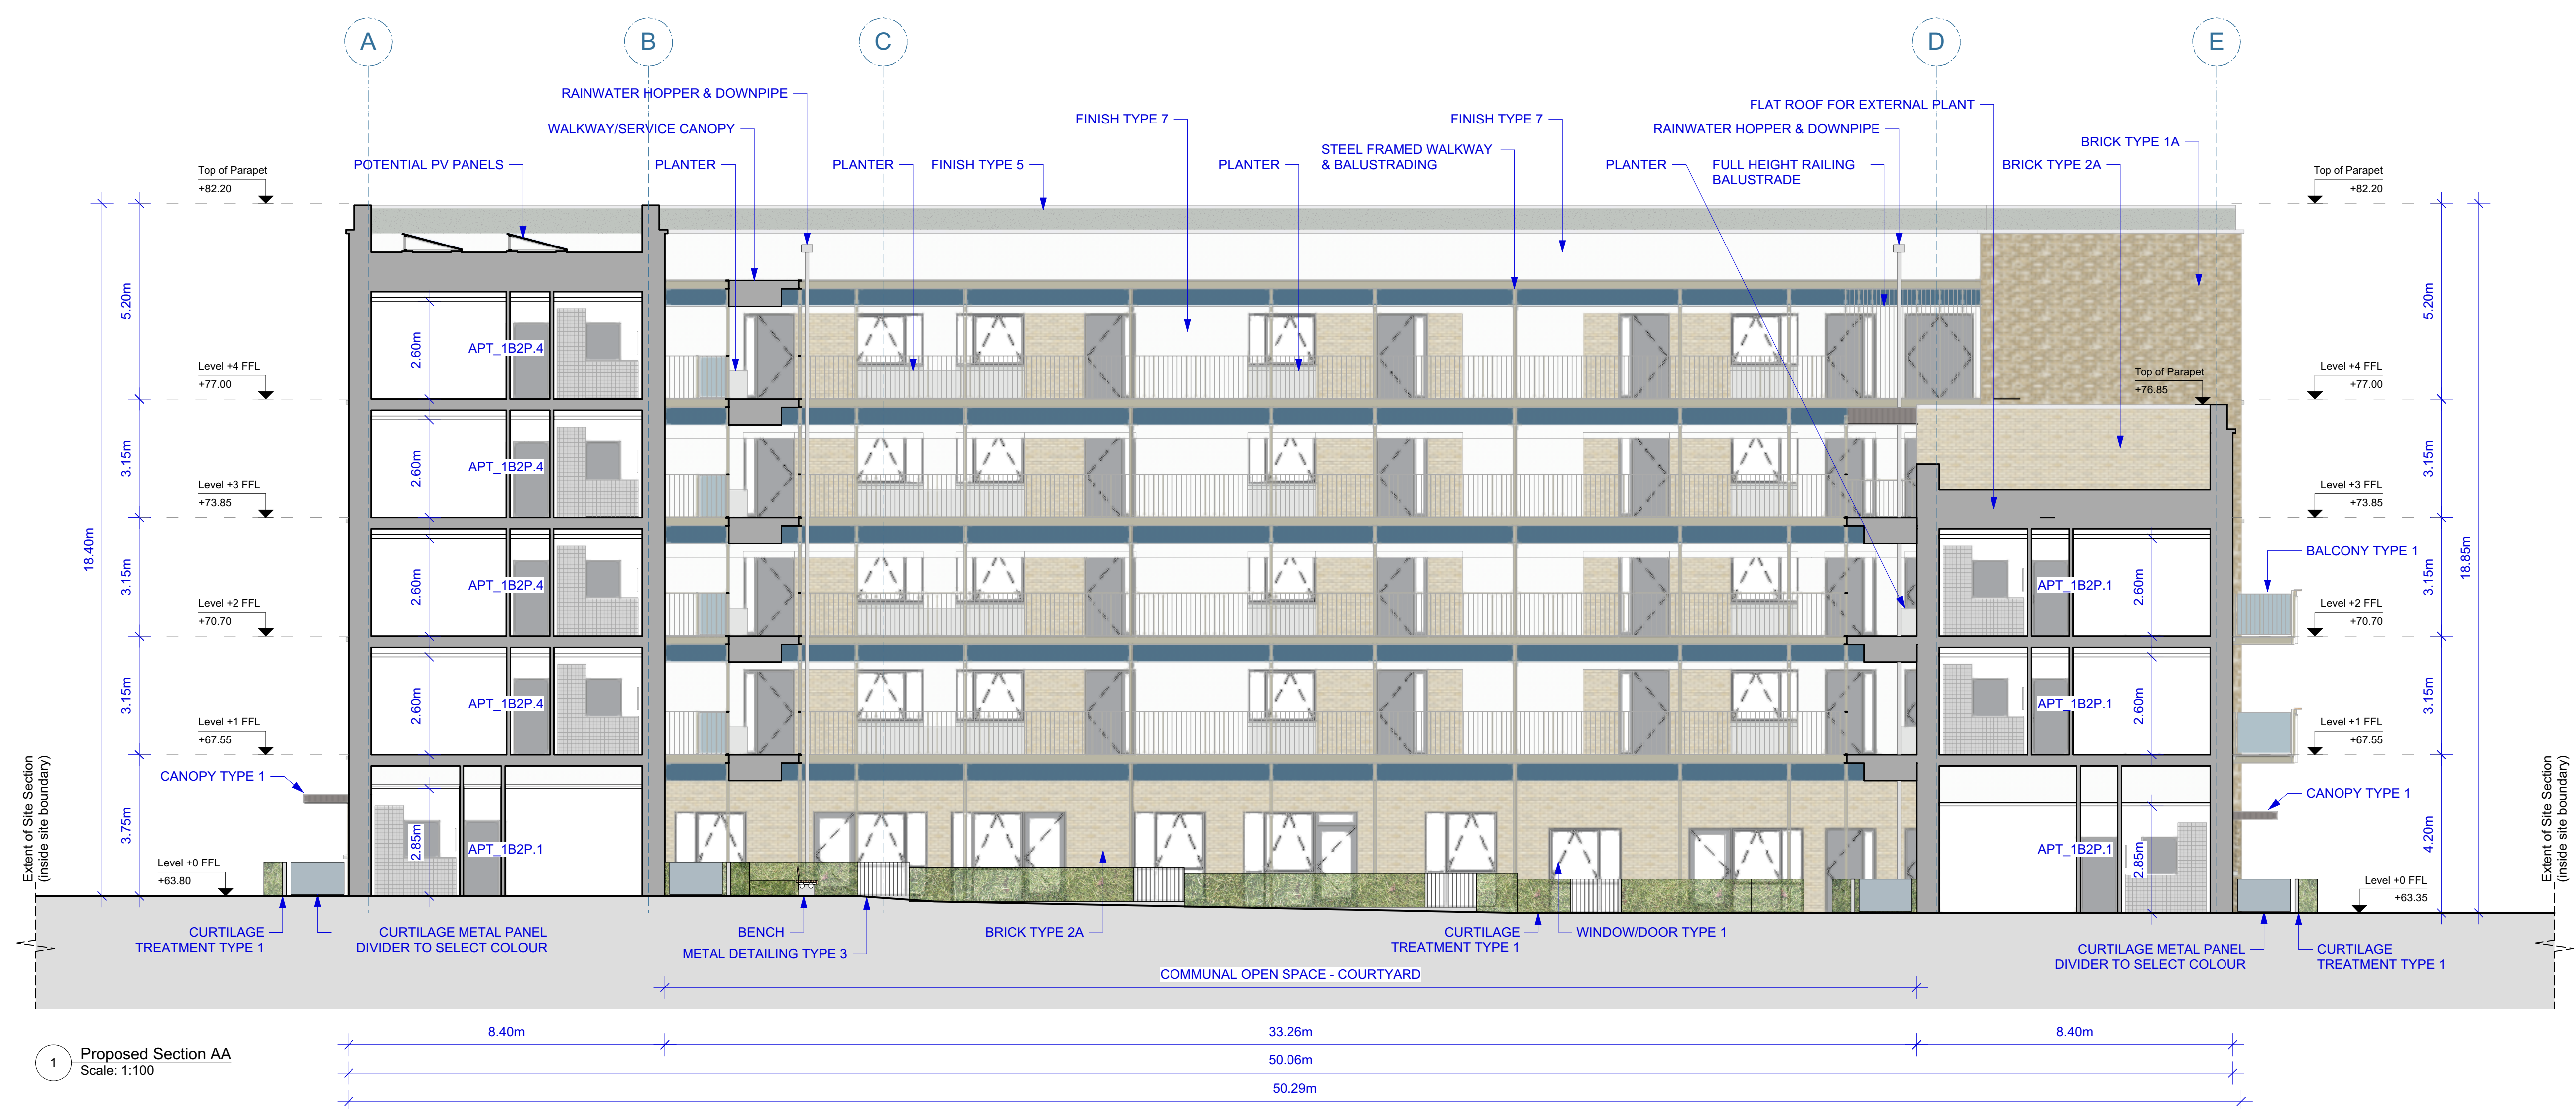 A
B
C
D
E
RAINWATER HOPPER & DOWNPIPE
WALKWAY/SERVICE CANOPY
POTENTIAL PV PANELS
PLANTER
PLANTER
FINISH TYPE 5
FINISH TYPE 7
PLANTER
STEEL FRAMED WALKWAY
& BALUSTRADING
FINISH TYPE 7
PLANTER
FLAT ROOF FOR EXTERNAL PLANT
RAINWATER HOPPER & DOWNPIPE
FULL HEIGHT RAILING
BALUSTRADE
BRICK TYPE 1A
BRICK TYPE 2A
Top of Parapet
+82.20
Top of Parapet
+82.20
5.20m
5.20m
2.60m
APT_1B2P.4
Level +4 FFL
+77.00
Level +4 FFL
+77.00
Top of Parapet
+76.85
3.15m
2.60m
APT_1B2P.4
3.15m
Level +3 FFL
+73.85
Level +3 FFL
+73.85
18.40m
18.85m
3.15m
2.60m
APT_1B2P.4
APT_1B2P.1
2.60m
3.15m
BALCONY TYPE 1
Level +2 FFL
+70.70
Level +2 FFL
+70.70
3.15m
2.60m
APT_1B2P.4
APT_1B2P.1
2.60m
3.15m
Level +1 FFL
+67.55
Level +1 FFL
+67.55
CANOPY TYPE 1
CANOPY TYPE 1
3.75m
2.85m
APT_1B2P.1
APT_1B2P.1
2.85m
4.20m
Level +0 FFL
+63.80
Level +0 FFL
+63.35
Extent of Site Section
(inside site boundary)
Extent of Site Section
(inside site boundary)
CURTILAGE
TREATMENT TYPE 1
CURTILAGE METAL PANEL
DIVIDER TO SELECT COLOUR
BENCH
METAL DETAILING TYPE 3
BRICK TYPE 2A
CURTILAGE
TREATMENT TYPE 1
WINDOW/DOOR TYPE 1
CURTILAGE METAL PANEL
DIVIDER TO SELECT COLOUR
CURTILAGE
TREATMENT TYPE 1
COMMUNAL OPEN SPACE - COURTYARD
8.40m
33.26m
8.40m
50.06m
50.29m
1
Proposed Section AA
Scale: 1:100